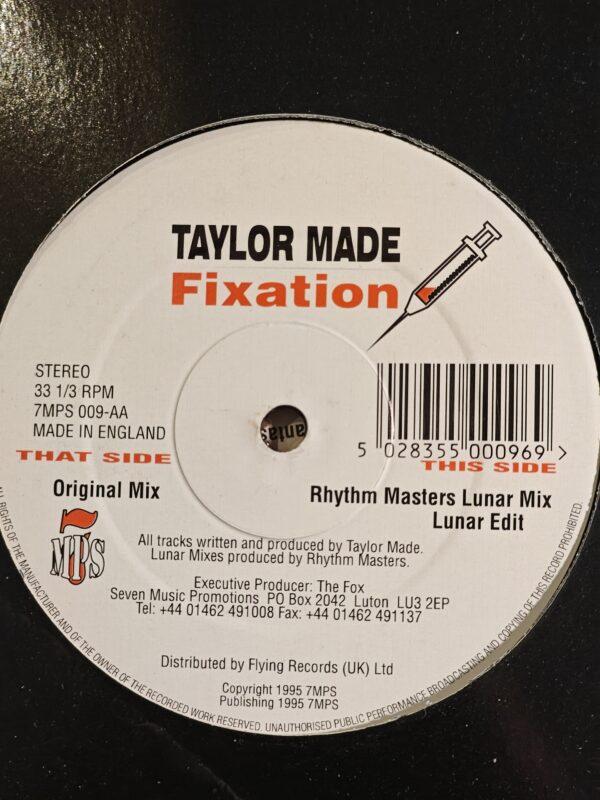 TAYLOR MADE
Fixation
STEREO
33 1/3 RPM
7MPS 009-AA
MADE IN ENGLAND
5 028355 000969 >
THAT SIDE
THIS SIDE
Original Mix
Rhythm Masters Lunar Mix
Lunar Edit
7
MPS
All tracks written and produced by Taylor Made.
Lunar Mixes produced by Rhythm Masters.
Executive Producer: The Fox
Seven Music Promotions PO Box 2042 Luton LU3 2EP
Tel: +44 01462 491008 Fax: +44 01462 491137
Distributed by Flying Records (UK) Ltd
Copyright 1995 7MPS
Publishing 1995 7MPS
ALL RIGHTS OF THE MANUFACTURER AND OF THE OWNER OF THE RECORDED WORK RESERVED. UNAUTHORISED PUBLIC PERFORMANCE BROADCASTING AND COPYING OF THIS RECORD PROHIBITED.